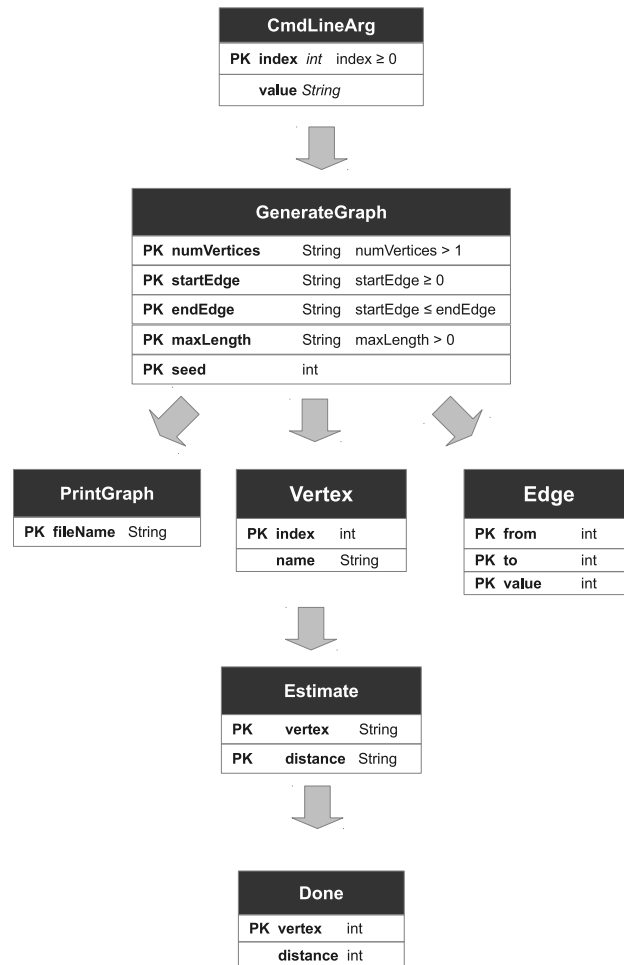 CmdLineArg
PK index int index ≥ 0
value String
GenerateGraph
PK numVertices String numVertices > 1
PK startEdge String startEdge ≥ 0
PK endEdge String startEdge ≤ endEdge
PK maxLength String maxLength > 0
PK seed int
PrintGraph
PK fileName String
Vertex
PK index int
name String
Edge
PK from int
PK to int
PK value int
Estimate
PK vertex String
PK distance String
Done
PK vertex int
distance int